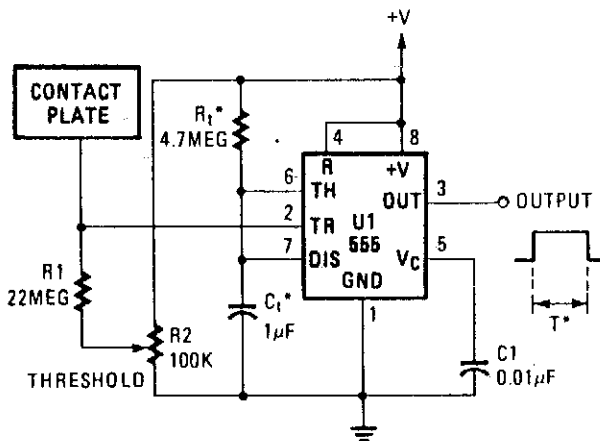 +V
CONTACT
PLATE
Rt*
4.7MEG
4
8
R
+V
6
TH
OUT
3
OUTPUT
2
TR
U1
555
7
DIS
VC
5
GND
1
R1
22MEG
Ct*
1µF
R2
100K
THRESHOLD
C1
0.01µF
T*